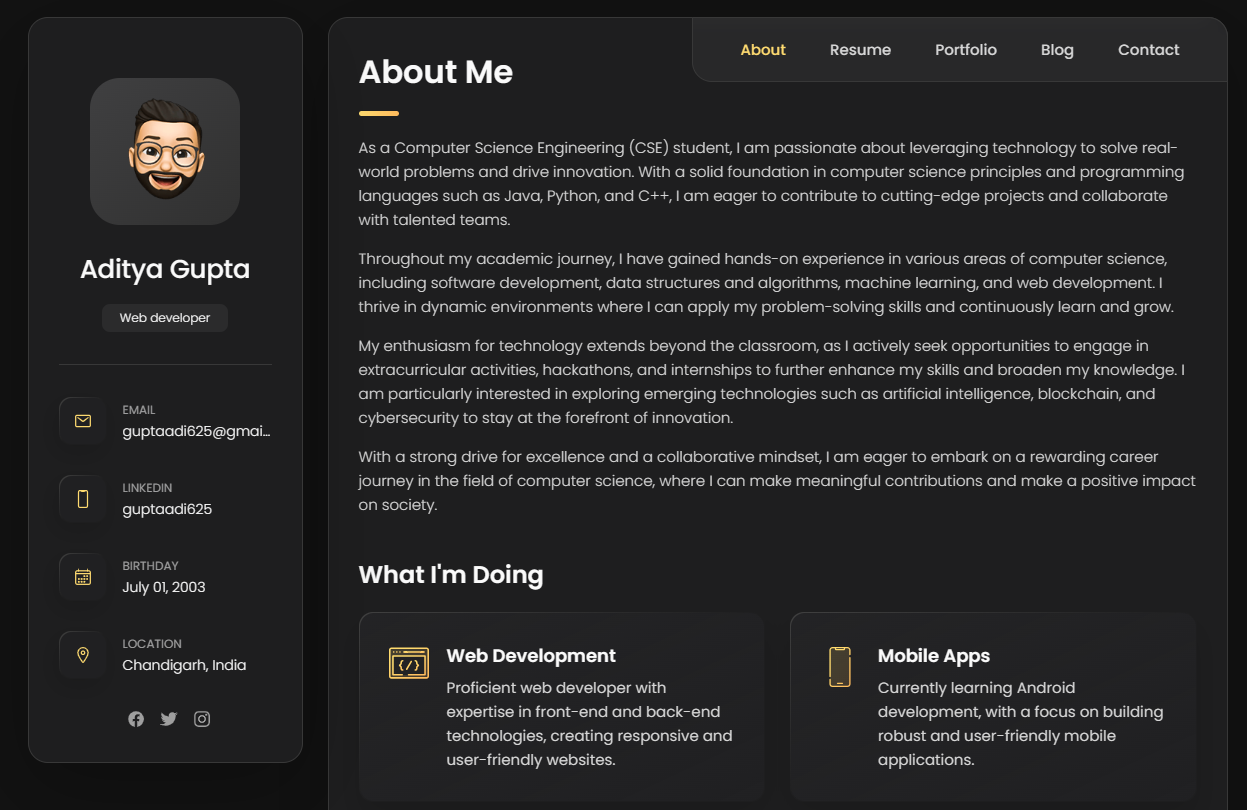 Aditya Gupta
Web developer
EMAIL
guptaadi625@gmai...
LINKEDIN
guptaadi625
BIRTHDAY
July 01, 2003
LOCATION
Chandigarh, India
About
Resume
Portfolio
Blog
Contact
About Me
As a Computer Science Engineering (CSE) student, I am passionate about leveraging technology to solve real-
world problems and drive innovation. With a solid foundation in computer science principles and programming
languages such as Java, Python, and C++, I am eager to contribute to cutting-edge projects and collaborate
with talented teams.
Throughout my academic journey, I have gained hands-on experience in various areas of computer science,
including software development, data structures and algorithms, machine learning, and web development. I
thrive in dynamic environments where I can apply my problem-solving skills and continuously learn and grow.
My enthusiasm for technology extends beyond the classroom, as I actively seek opportunities to engage in
extracurricular activities, hackathons, and internships to further enhance my skills and broaden my knowledge. I
am particularly interested in exploring emerging technologies such as artificial intelligence, blockchain, and
cybersecurity to stay at the forefront of innovation.
With a strong drive for excellence and a collaborative mindset, I am eager to embark on a rewarding career
journey in the field of computer science, where I can make meaningful contributions and make a positive impact
on society.
What I'm Doing
Web Development
Proficient web developer with
expertise in front-end and back-end
technologies, creating responsive and
user-friendly websites.
Mobile Apps
Currently learning Android
development, with a focus on building
robust and user-friendly mobile
applications.